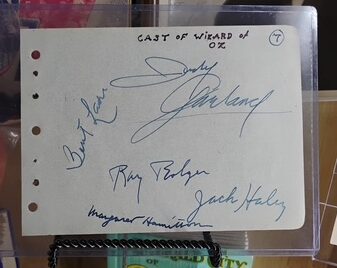 CAST OF WIZARD of
OZ
7
Judy
Garland
Bert Lahr
Ray Bolger
Jack Haley
Margaret Hamilton